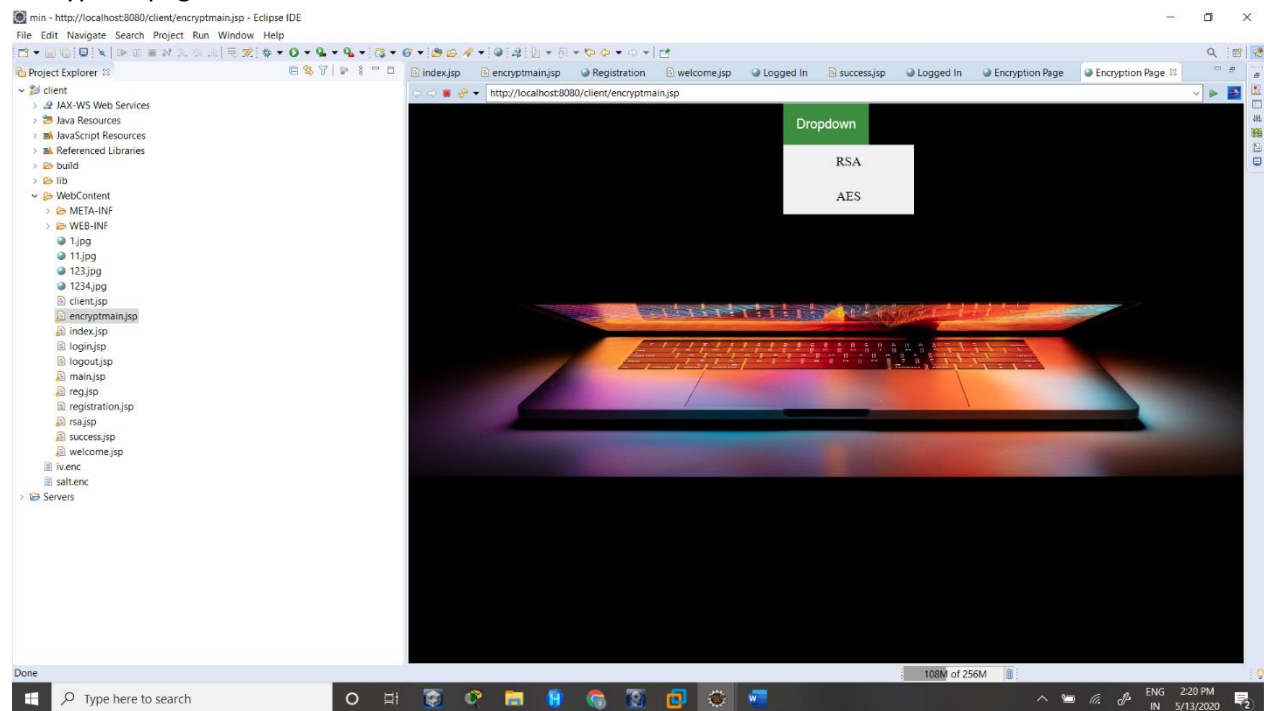 min - http://localhost:8080/client/encryptmain.jsp - Eclipse IDE
File Edit Navigate Search Project Run Window Help
Project Explorer
index.jsp encryptmain.jsp Registration welcome.jsp Logged In success.jsp Logged In Encryption Page Encryption Page
http://localhost:8080/client/encryptmain.jsp
client
JAX-WS Web Services
Java Resources
JavaScript Resources
Referenced Libraries
build
lib
WebContent
META-INF
WEB-INF
1.jpg
11.jpg
123.jpg
1234.jpg
client.jsp
encryptmain.jsp
index.jsp
login.jsp
logout.jsp
main.jsp
reg.jsp
registration.jsp
rsa.jsp
success.jsp
welcome.jsp
iv.enc
salt.enc
Servers
Dropdown
RSA
AES
Done
108M of 256M
Type here to search
ENG
IN
2:20 PM
5/13/2020
2